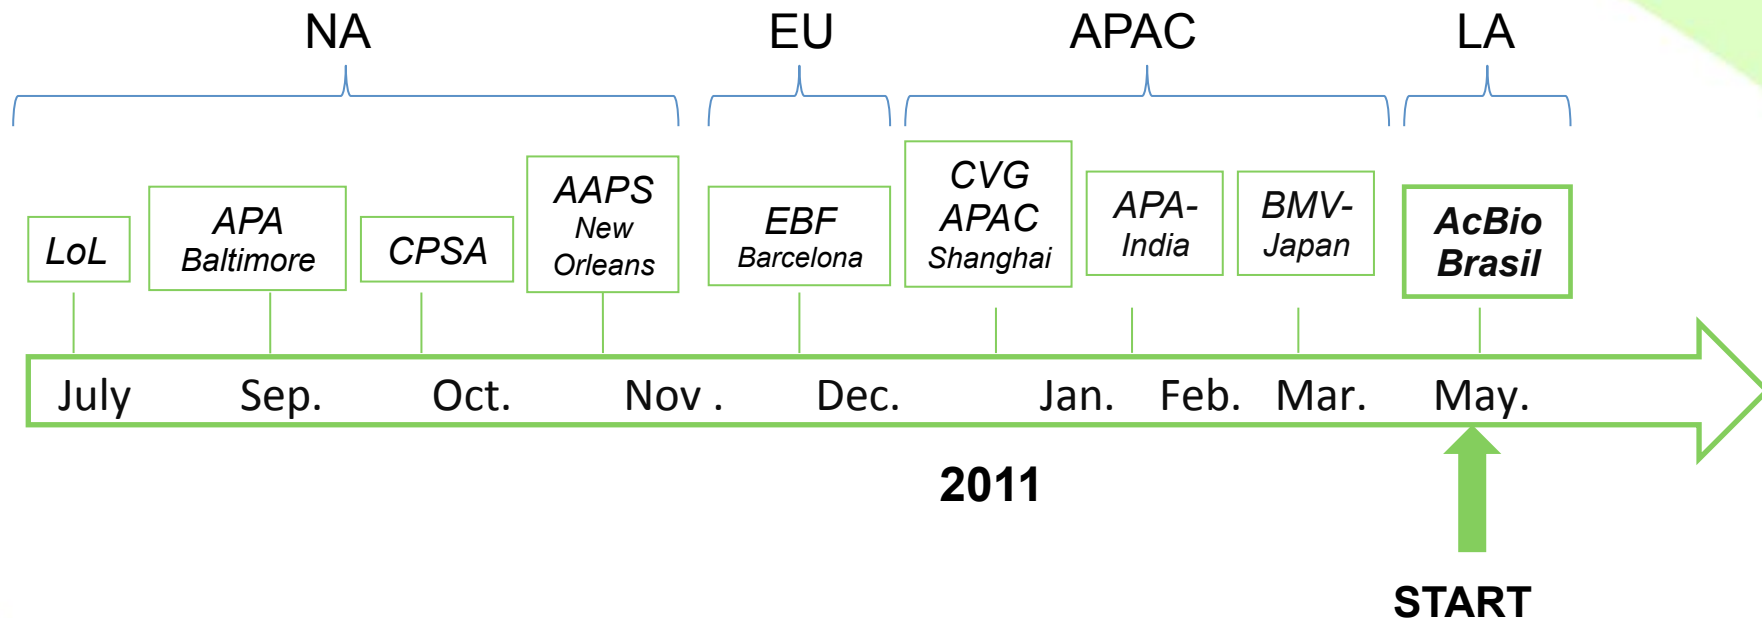 NA
EU
APAC
LA
LoL
APA
Baltimore
CPSA
AAPS
New
Orleans
EBF
Barcelona
CVG
APAC
Shanghai
APA-
India
BMV-
Japan
AcBio
Brasil
July Sep. Oct. Nov . Dec. Jan. Feb. Mar. May.
2011
START